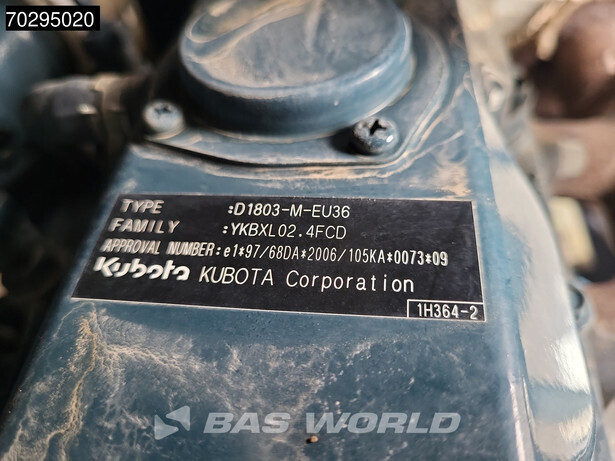 70295020
TYPE :D1803-M-EU36
FAMILY :YKBXL02.4FCD
APPROVAL NUMBER:e1*97/68DA*2006/105KA*0073*09
Kubota KUBOTA Corporation
1H364-2
BAS WORLD